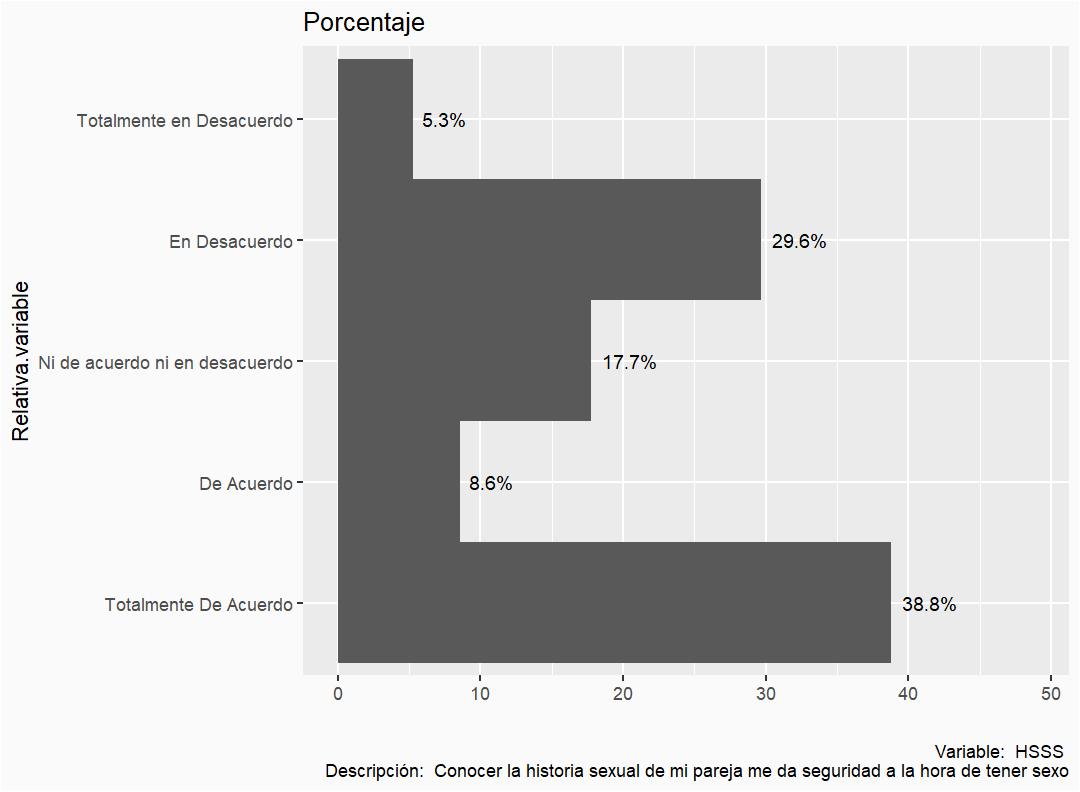 Porcentaje
Totalmente en Desacuerdo
5.3%
En Desacuerdo
29.6%
Relativa.variable
Ni de acuerdo ni en desacuerdo
17.7%
De Acuerdo
8.6%
Totalmente De Acuerdo
38.8%
0 10 20 30 40 50
Variable: HSSS
Descripción: Conocer la historia sexual de mi pareja me da seguridad a la hora de tener sexo